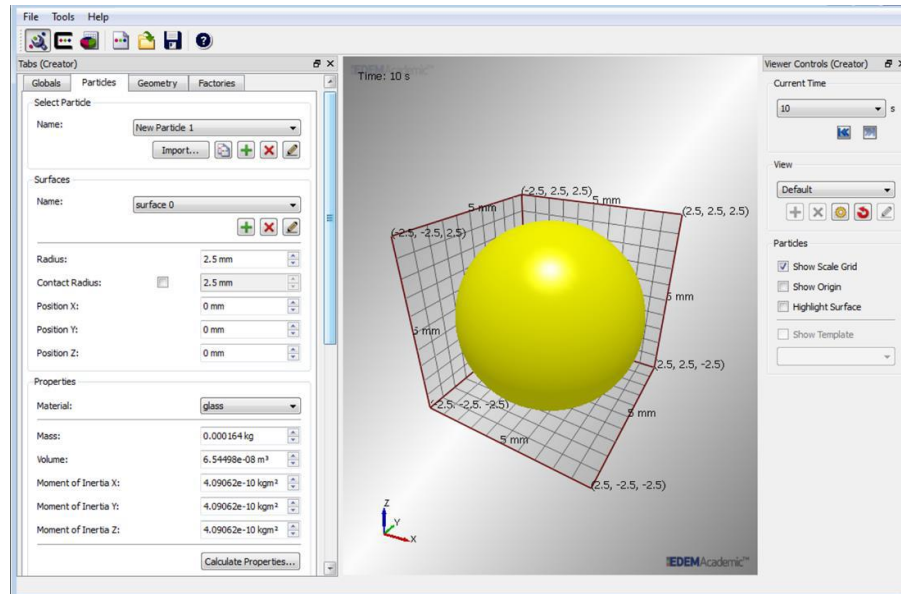 File Tools Help
Tabs (Creator)
Globals Particles Geometry Factories
Select Particle
Name: New Particle 1
Import...
Surfaces
Name: surface 0
Radius: 2.5 mm
Contact Radius: 2.5 mm
Position X: 0 mm
Position Y: 0 mm
Position Z: 0 mm
Properties
Material: glass
Mass: 0.000164 kg
Volume: 6.54498e-08 m³
Moment of Inertia X: 4.09062e-10 kgm²
Moment of Inertia Y: 4.09062e-10 kgm²
Moment of Inertia Z: 4.09062e-10 kgm²
Calculate Properties...
Time: 10 s
(-2.5, 2.5, 2.5)
5 mm
5 mm
(2.5, 2.5, 2.5)
(-2.5, -2.5, 2.5)
5 mm
5 mm
(2.5, 2.5, -2.5)
(-2.5, -2.5, -2.5)
5 mm
5 mm
(2.5, -2.5, -2.5)
Z
Y
X
EDEMAcademic™
Viewer Controls (Creator)
Current Time
10 s
View
Default
Particles
Show Scale Grid
Show Origin
Highlight Surface
Show Template